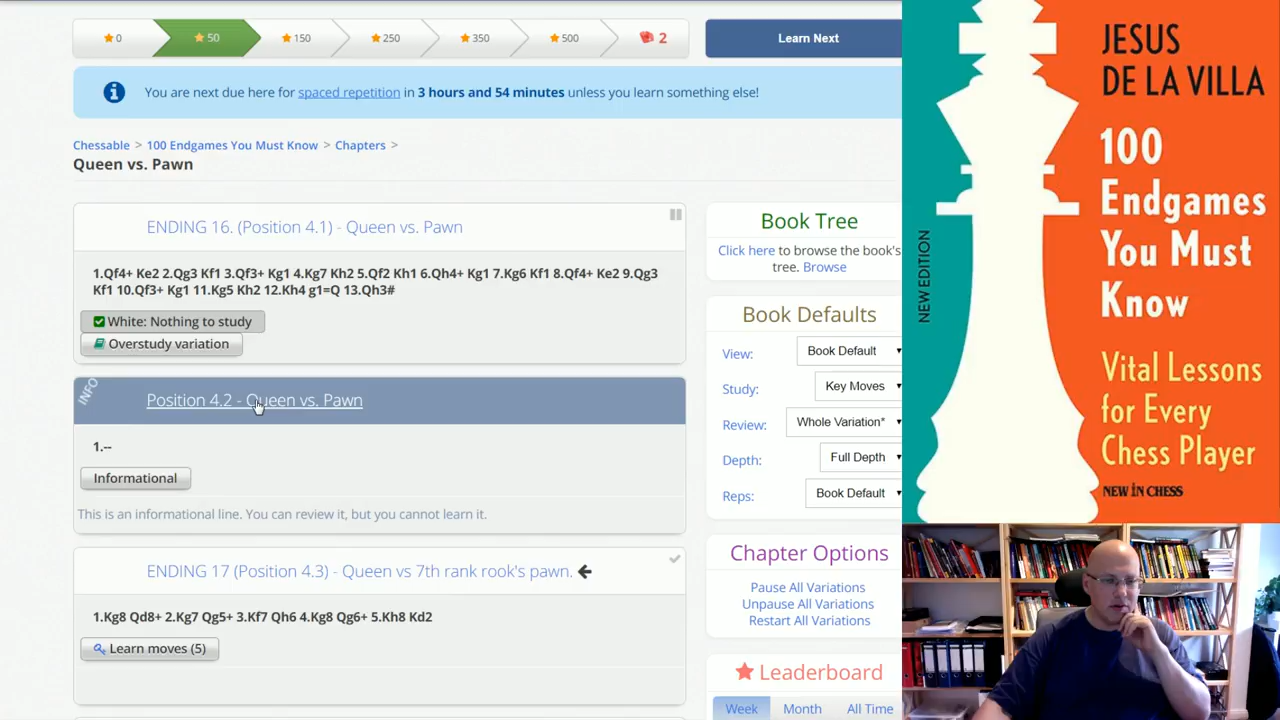 0
50
150
250
350
500
2
Learn Next
You are next due here for spaced repetition in 3 hours and 54 minutes unless you learn something else!
Chessable > 100 Endgames You Must Know > Chapters >
Queen vs. Pawn
ENDING 16. (Position 4.1) - Queen vs. Pawn
1.Qf4+ Ke2 2.Qg3 Kf1 3.Qf3+ Kg1 4.Kg7 Kh2 5.Qf2 Kh1 6.Qh4+ Kg1 7.Kg6 Kf1 8.Qf4+ Ke2 9.Qg3
Kf1 10.Qf3+ Kg1 11.Kg5 Kh2 12.Kh4 g1=Q 13.Qh3#
White: Nothing to study
Overstudy variation
INFO
Position 4.2 - Queen vs. Pawn
1.--
Informational
This is an informational line. You can review it, but you cannot learn it.
ENDING 17 (Position 4.3) - Queen vs 7th rank rook's pawn.
1.Kg8 Qd8+ 2.Kg7 Qg5+ 3.Kf7 Qh6 4.Kg8 Qg6+ 5.Kh8 Kd2
Learn moves (5)
Book Tree
Click here to browse the book's
tree. Browse
Book Defaults
View: Book Default
Study: Key Moves
Review: Whole Variation*
Depth: Full Depth
Reps: Book Default
Chapter Options
Pause All Variations
Unpause All Variations
Restart All Variations
Leaderboard
Week Month All Time
JESUS
DE LA VILLA
100
Endgames
You Must
Know
NEW EDITION
Vital Lessons
for Every
Chess Player
NEW IN CHESS